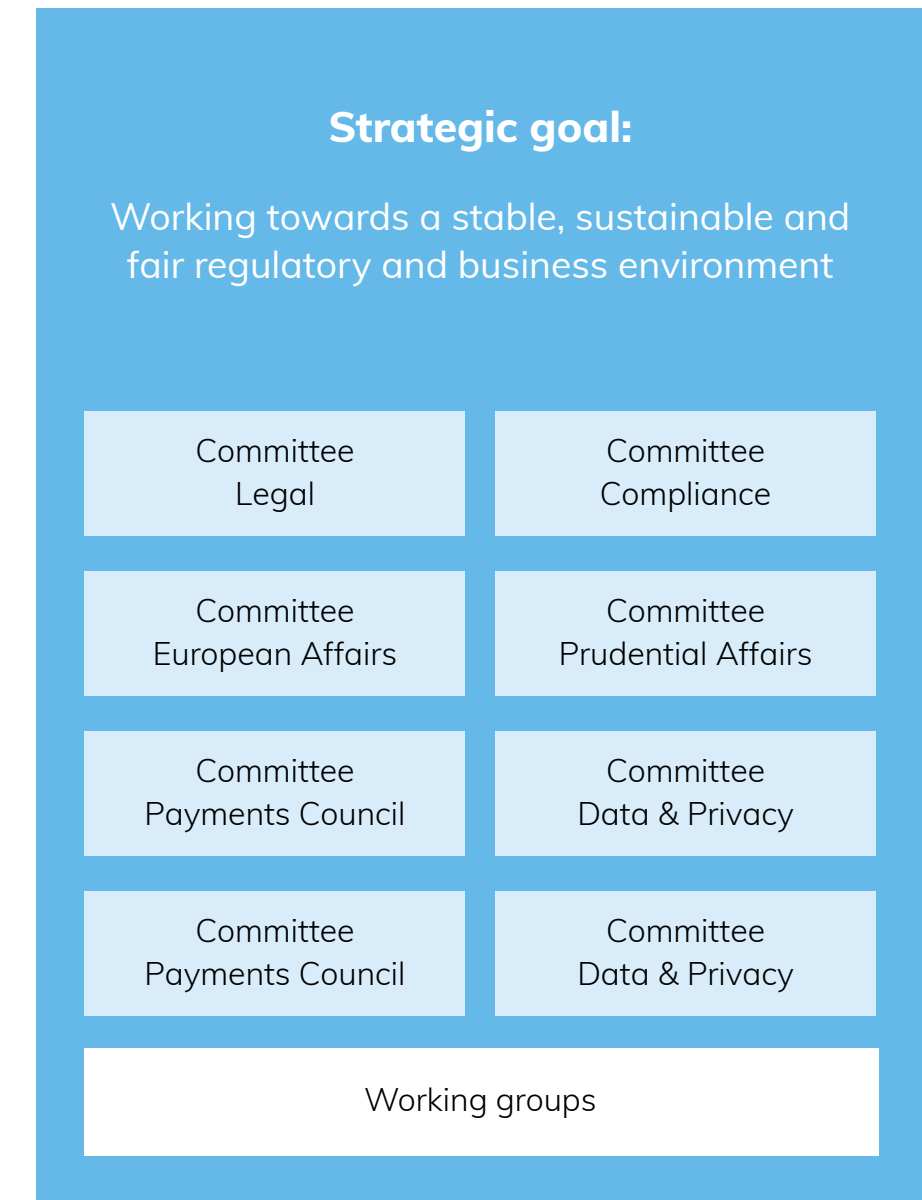 Strategic goal:
Working towards a stable, sustainable and
fair regulatory and business environment
Committee
Legal
Committee
Compliance
Committee
European Affairs
Committee
Prudential Affairs
Committee
Payments Council
Committee
Data & Privacy
Committee
Payments Council
Committee
Data & Privacy
Working groups